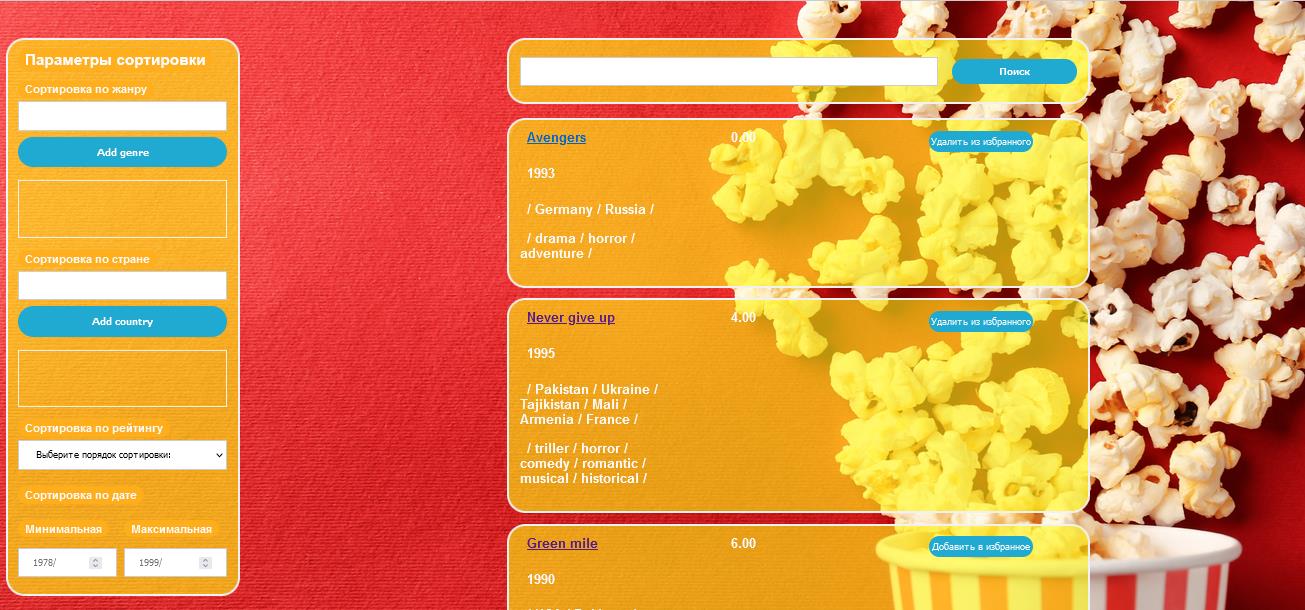 Параметры сортировки
Сортировка по жанру
Add genre
Сортировка по стране
Add country
Сортировка по рейтингу
Выберите порядок сортировки:
Сортировка по дате
Минимальная Максимальная
1978/ 1999/
Поиск
Avengers 0.00 Удалить из избранного
1993
/ Germany / Russia /
/ drama / horror /
adventure /
Never give up 4.00 Удалить из избранного
1995
/ Pakistan / Ukraine /
Tajikistan / Mali /
Armenia / France /
/ triller / horror /
comedy / romantic /
musical / historical /
Green mile 6.00 Добавить в избранное
1990